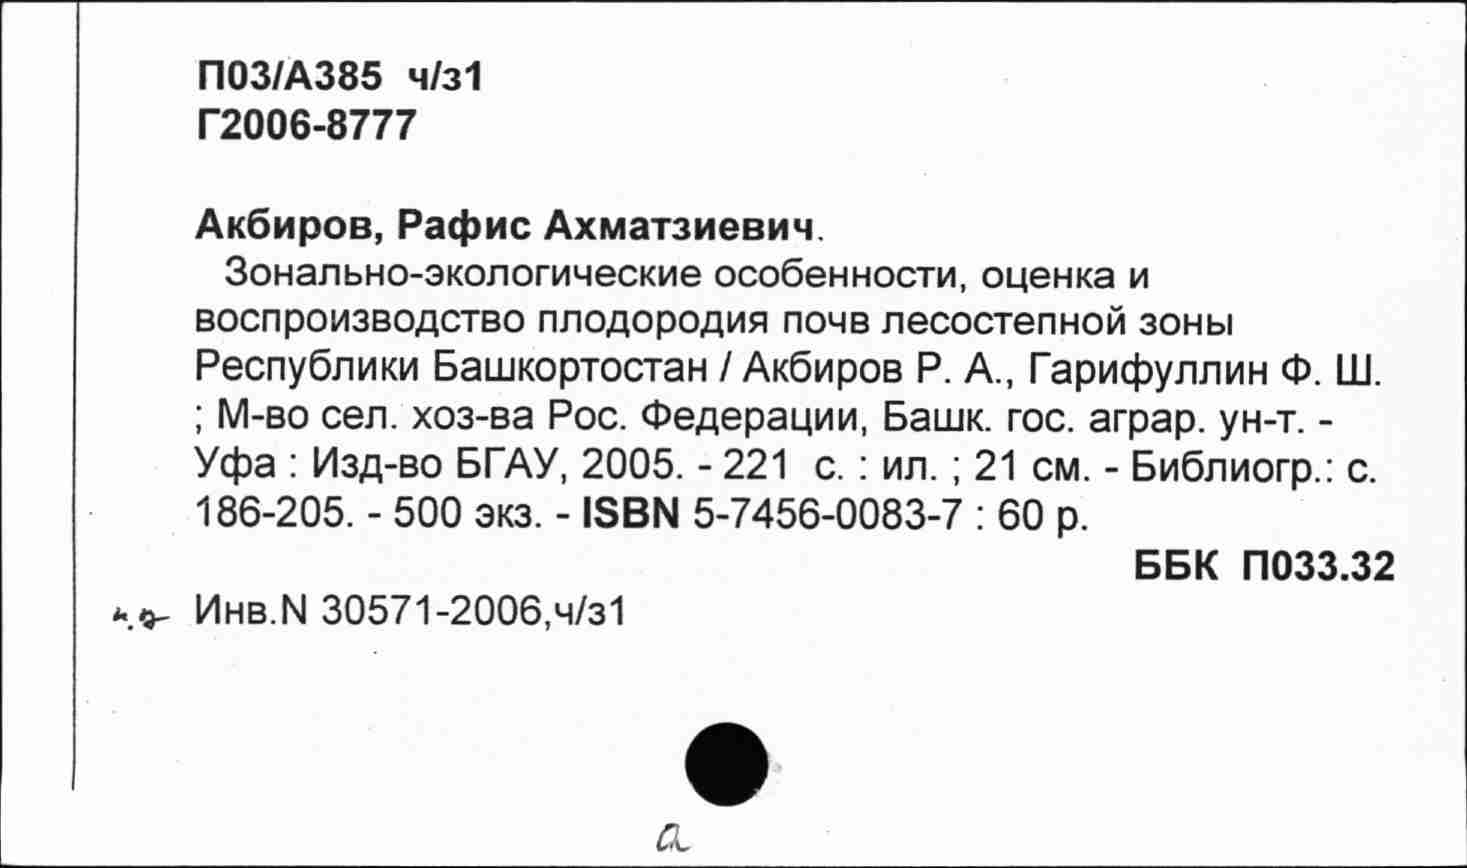 П03/А385 ч/з1
Г2006-8777
Акбиров, Рафис Ахматзиевич.
Зонально-экологические особенности, оценка и
воспроизводство плодородия почв лесостепной зоны
Республики Башкортостан / Акбиров Р. А., Гарифуллин Ф. Ш.
; М-во сел. хоз-ва Рос. Федерации, Башк. гос. аграр. ун-т. -
Уфа : Изд-во БГАУ, 2005. - 221 с. : ил. ; 21 см. - Библиогр.: с.
186-205. - 500 экз. - ISBN 5-7456-0083-7 : 60 р.
ББК П033.32
Инв.N 30571-2006,ч/з1
а